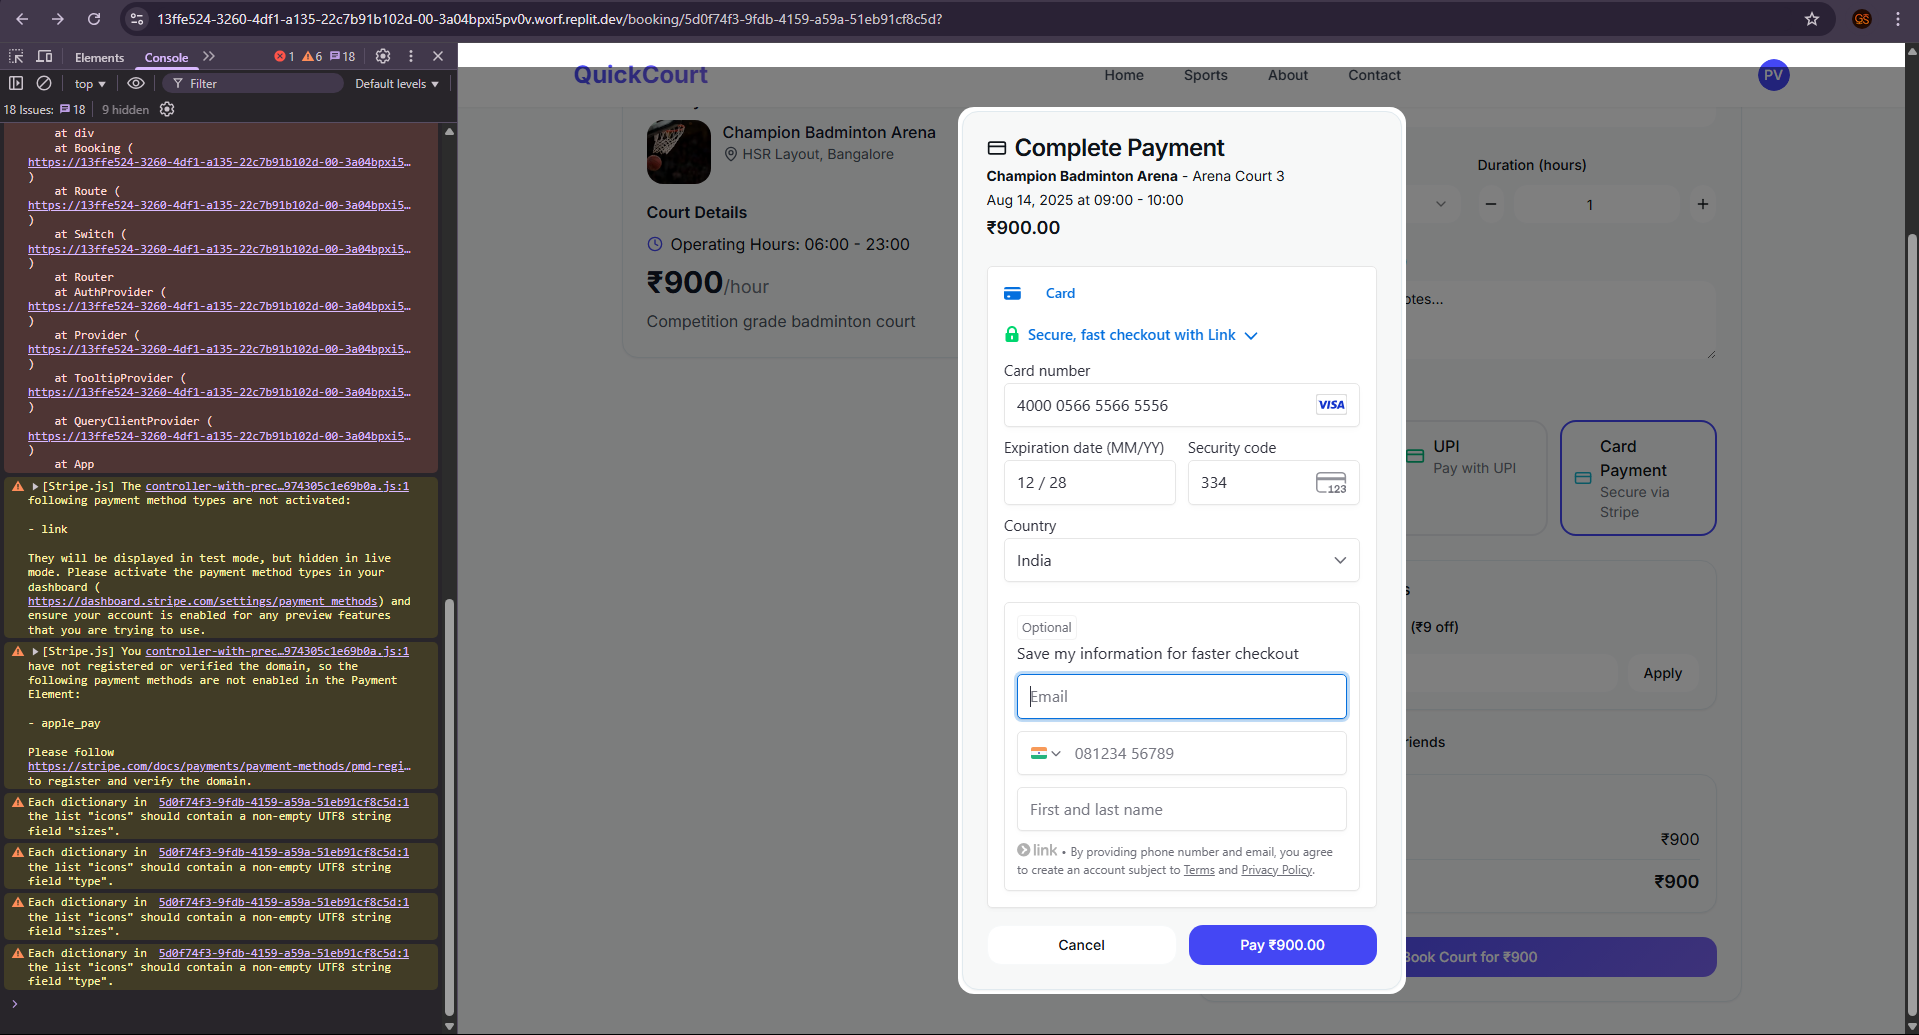 13ffe524-3260-4df1-a135-22c7b91b102d-00-3a04bpxi5pv0v.worf.replit.dev/booking/5d0f74f3-9fdb-4159-a59a-51eb91cf8c5d?
GS
Elements
Console
1
6
18
top
Filter
Default levels
18 Issues:
18
9 hidden
at div
at Booking (
https://13ffe524-3260-4df1-a135-22c7b91b102d-00-3a04bpxi5…
)
at Route (
https://13ffe524-3260-4df1-a135-22c7b91b102d-00-3a04bpxi5…
)
at Switch (
https://13ffe524-3260-4df1-a135-22c7b91b102d-00-3a04bpxi5…
)
at Router
at AuthProvider (
https://13ffe524-3260-4df1-a135-22c7b91b102d-00-3a04bpxi5…
)
at Provider (
https://13ffe524-3260-4df1-a135-22c7b91b102d-00-3a04bpxi5…
)
at TooltipProvider (
https://13ffe524-3260-4df1-a135-22c7b91b102d-00-3a04bpxi5…
)
at QueryClientProvider (
https://13ffe524-3260-4df1-a135-22c7b91b102d-00-3a04bpxi5…
)
at App
[Stripe.js] The controller-with-prec…974305c1e69b0a.js:1
following payment method types are not activated:
- link
They will be displayed in test mode, but hidden in live
mode. Please activate the payment method types in your
dashboard (
https://dashboard.stripe.com/settings/payment_methods) and
ensure your account is enabled for any preview features
that you are trying to use.
[Stripe.js] You controller-with-prec…974305c1e69b0a.js:1
have not registered or verified the domain, so the
following payment methods are not enabled in the Payment
Element:
- apple_pay
Please follow
https://stripe.com/docs/payments/payment-methods/pmd-regi…
to register and verify the domain.
Each dictionary in 5d0f74f3-9fdb-4159-a59a-51eb91cf8c5d:1
the list "icons" should contain a non-empty UTF8 string
field "sizes".
Each dictionary in 5d0f74f3-9fdb-4159-a59a-51eb91cf8c5d:1
the list "icons" should contain a non-empty UTF8 string
field "type".
Each dictionary in 5d0f74f3-9fdb-4159-a59a-51eb91cf8c5d:1
the list "icons" should contain a non-empty UTF8 string
field "sizes".
Each dictionary in 5d0f74f3-9fdb-4159-a59a-51eb91cf8c5d:1
the list "icons" should contain a non-empty UTF8 string
field "type".
QuickCourt
Home
Sports
About
Contact
PV
Champion Badminton Arena
HSR Layout, Bangalore
Court Details
Operating Hours: 06:00 - 23:00
₹900/hour
Competition grade badminton court
Complete Payment
Champion Badminton Arena - Arena Court 3
Aug 14, 2025 at 09:00 - 10:00
₹900.00
Card
Secure, fast checkout with Link
Card number
4000 0566 5566 5556
VISA
Expiration date (MM/YY)
Security code
12 / 28
334
123
Country
India
Optional
Save my information for faster checkout
Email
081234 56789
First and last name
link • By providing phone number and email, you agree
to create an account subject to Terms and Privacy Policy.
Cancel
Pay ₹900.00
Duration (hours)
1
otes...
UPI
Pay with UPI
Card
Payment
Secure via
Stripe
s
(₹9 off)
Apply
riends
₹900
₹900
Book Court for ₹900